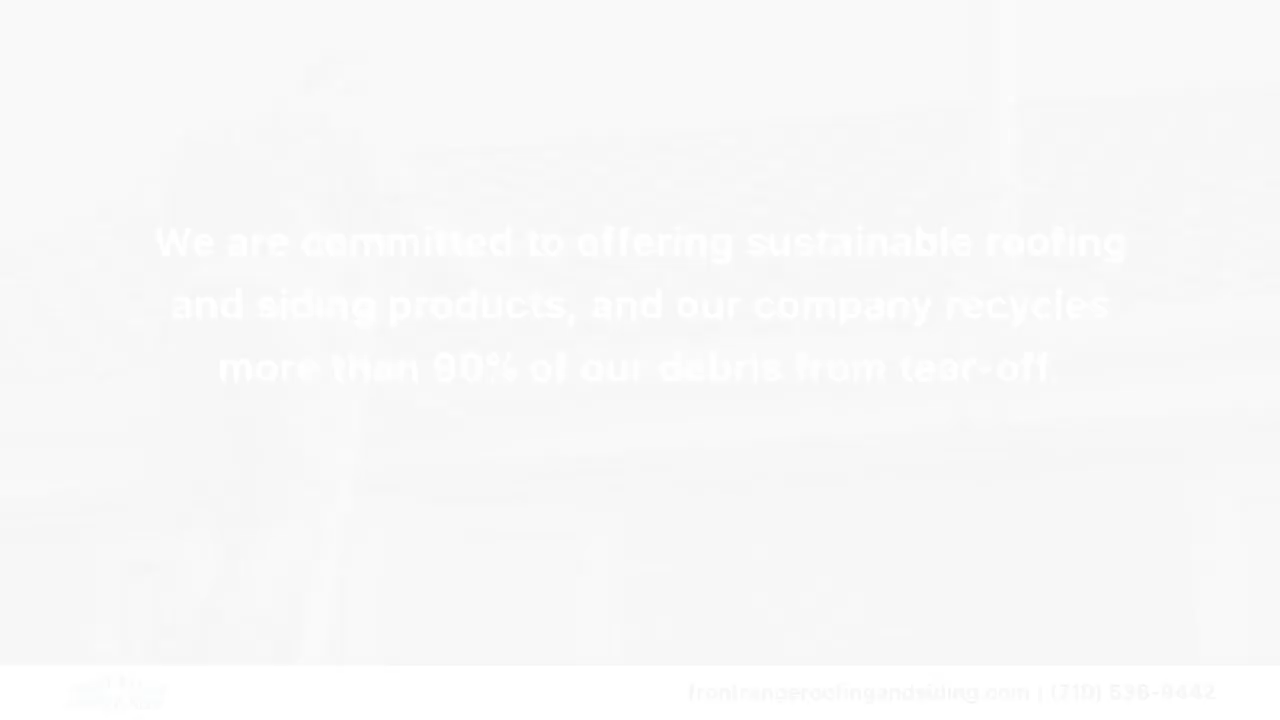 We are committed to offering sustainable roofing
and siding products, and our company recycles
more than 90% of our debris from tear-off.
frontrangeroofingandsiding.com | (719) 536-9442